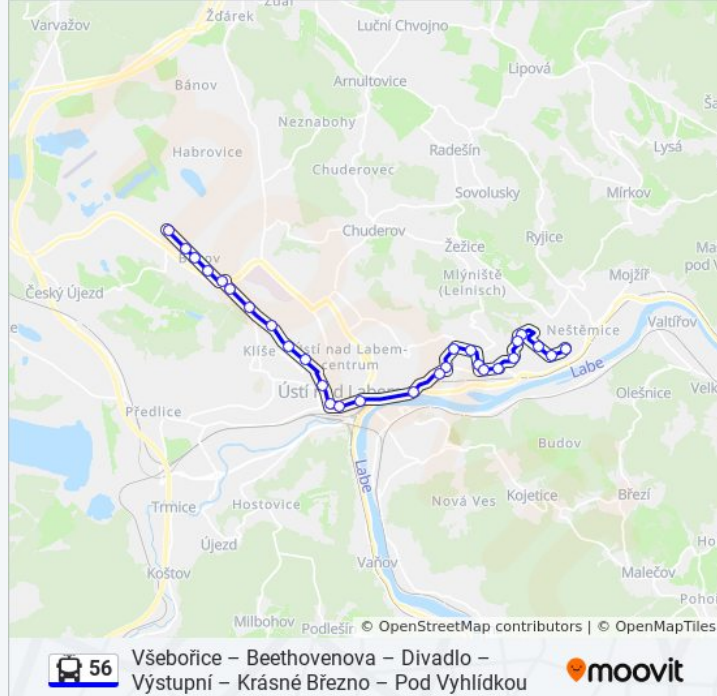 Varvažov
Žďárek
Luční Chvojno
Bánov
Arnultovice
Lipová
Neznabohy
Habrovice
Chuderovec
Radešín
Lysá
Sovolusky
Mírkov
Chuderov
Ryjice
Žežice
Mlýniště
(Leinisch)
Mojžíř
Český Újezd
Neštěmice
Valtířov
Klíše
Ústí nad Labem-
centrum
Labe
Ústí nad Labem
Olešnice
Předlice
Budov
Labe
Trmice
Hostovice
Nová Ves
Kojetice
Březí
Újezd
Koštov
Vaňov
Malečov
Milbohov
Podlešín
© OpenStreetMap contributors | © OpenMapTiles
56
Všebořice – Beethovenova – Divadlo –
Výstupní – Krásné Březno – Pod Vyhlídkou
moovit